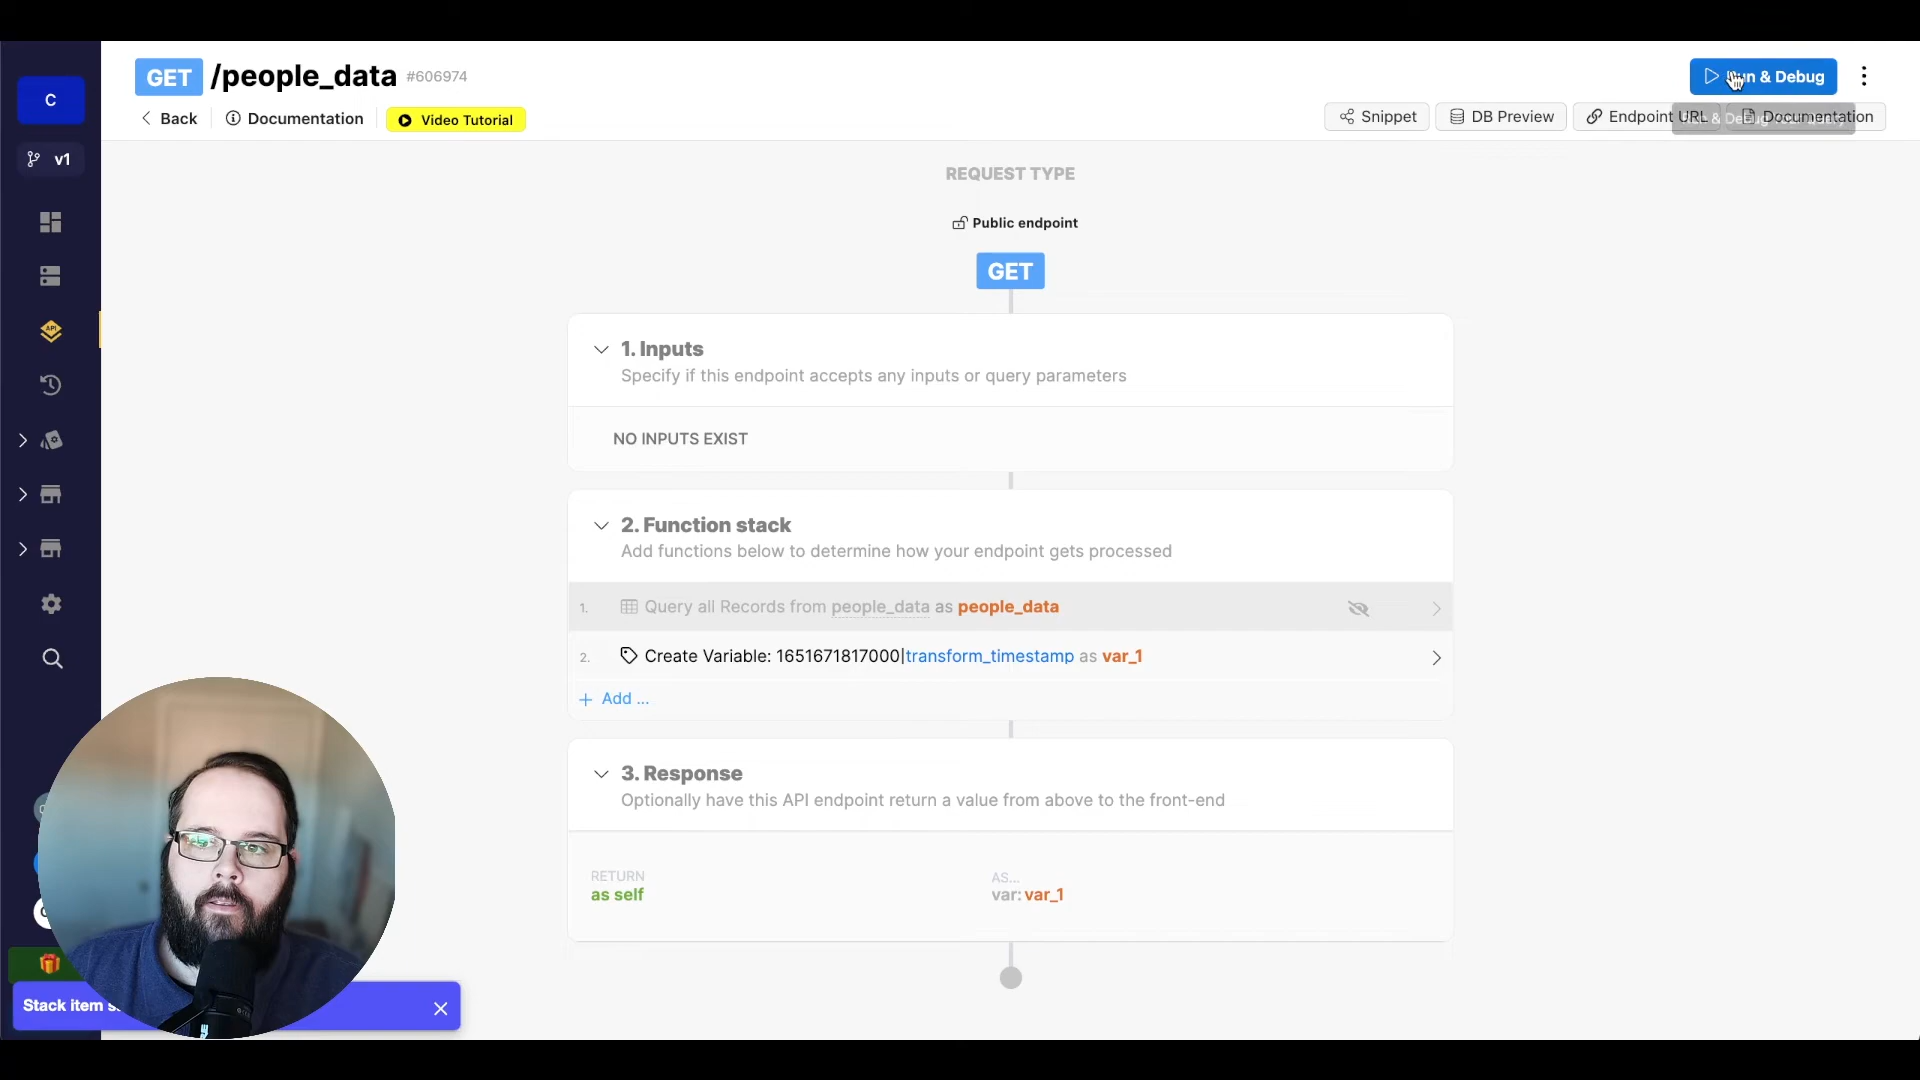 C
GET /people_data #606974
Run & Debug
Back
Documentation
Video Tutorial
Snippet
DB Preview
Endpoint URL
Documentation
v1
REQUEST TYPE
Public endpoint
GET
API
1. Inputs
Specify if this endpoint accepts any inputs or query parameters
NO INPUTS EXIST
2. Function stack
Add functions below to determine how your endpoint gets processed
1. Query all Records from people_data as people_data
2. Create Variable: 1651671817000|transform_timestamp as var_1
+ Add ...
3. Response
Optionally have this API endpoint return a value from above to the front-end
RETURN
as self
AS...
var: var_1
Stack item